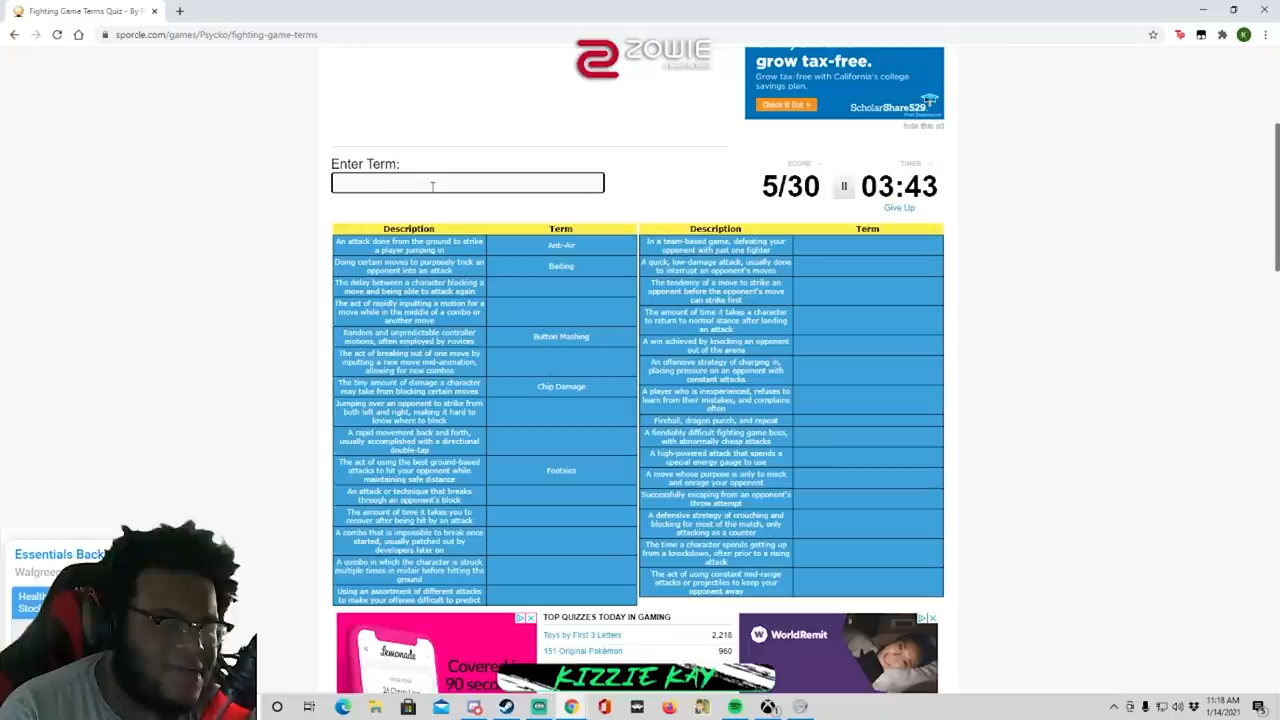 Fighting Game Terms Quiz - By F
sporcle.com/games/Psycko/fighting-game-terms
ZOWIE
grow tax-free.
Grow tax-free with California's college
savings plan.
Check It Out »
ScholarShare529
hide this ad
Enter Term:
SCORE
TIMER
5/30
03:43
Give Up
Description Term
An attack done from the ground to strike
a player jumping in
Anti-Air
Doing certain moves to purposely trick an
opponent into an attack
Baiting
The delay between a character blocking a
move and being able to attack again
The act of rapidly inputting a motion for a
move while in the middle of a combo or
another move
Random and unpredictable controller
motions, often employed by novices
Button Mashing
The act of breaking out of one move by
inputting a new move mid-animation,
allowing for new combos
The tiny amount of damage a character
may take from blocking certain moves
Chip Damage
Jumping over an opponent to strike from
both left and right, making it hard to
know where to block
A rapid movement back and forth,
usually accomplished with a directional
double-tap
The act of using the best ground-based
attacks to hit your opponent while
maintaining safe distance
Footsies
An attack or technique that breaks
through an opponent's block
The amount of time it takes you to
recover after being hit by an attack
A combo that is impossible to break once
started, usually patched out by
developers later on
A combo in which the character is struck
multiple times in midair before hitting the
ground
Using an assortment of different attacks
to make your offense difficult to predict
Description Term
In a team-based game, defeating your
opponent with just one fighter
A quick, low-damage attack, usually done
to interrupt an opponent's moves
The tendency of a move to strike an
opponent before the opponent's move
can strike first
The amount of time it takes a character
to return to normal stance after landing
an attack
A win achieved by knocking an opponent
out of the arena
An offensive strategy of charging in,
placing pressure on an opponent with
constant attacks
A player who is inexperienced, refuses to
learn from their mistakes, and complains
often
Fireball, dragon punch, and repeat
A fiendishly difficult fighting game boss,
with abnormally cheap attacks
A high-powered attack that spends a
special energy gauge to use
A move whose purpose is only to mock
and enrage your opponent
Successfully escaping from an opponent's
throw attempt
A defensive strategy of crouching and
blocking for most of the match, only
attacking as a counter
The time a character spends getting up
from a knockdown, often prior to a rising
attack
The act of using constant mid-range
attacks or projectiles to keep your
opponent away
Essentials Back
algree
Healt
Stock
Lemonade
Covered
90 seco
TOP QUIZZES TODAY IN GAMING
Toys by First 3 Letters 2,218
151 Original Pokémon 960
WorldRemit
KIZZIE KAY
11:18 AM
1/14/2021